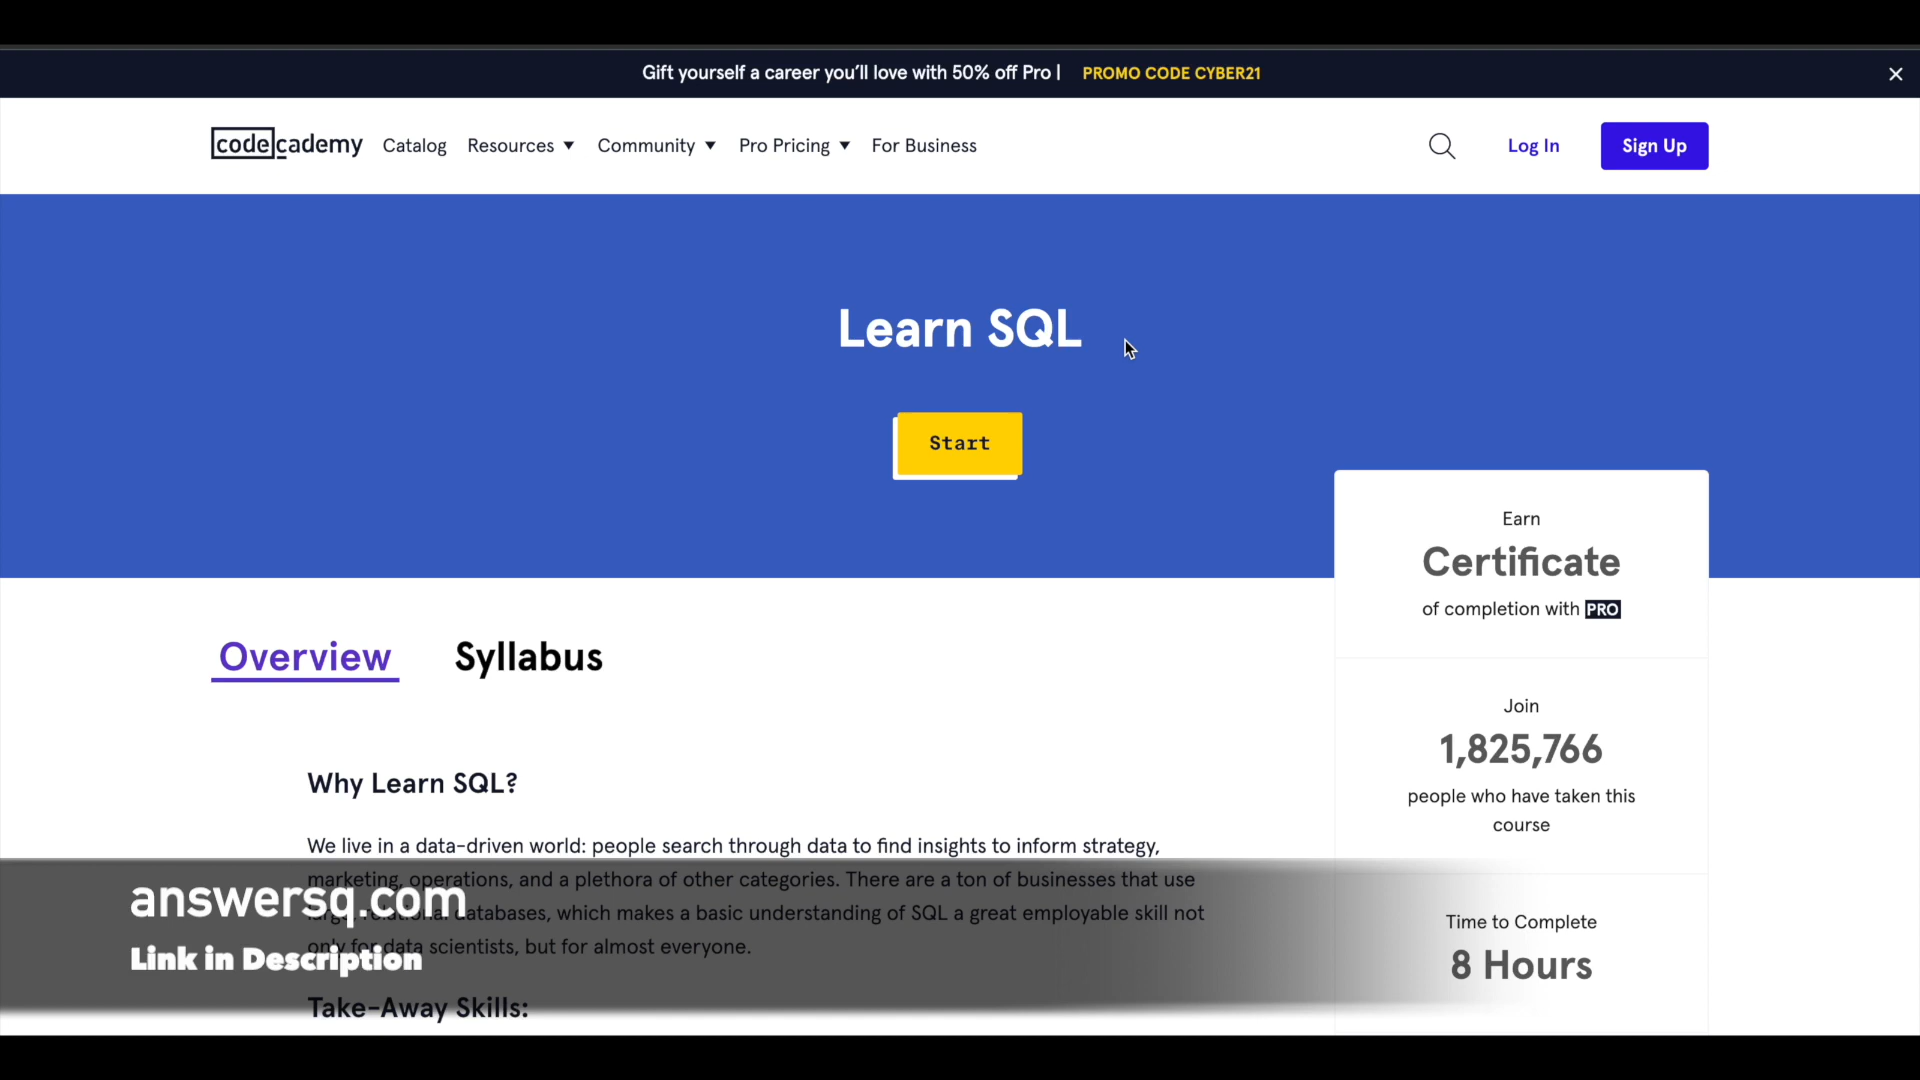 Gift yourself a career you'll love with 50% off Pro | PROMO CODE CYBER21
codecademy Catalog Resources Community Pro Pricing For Business Log In Sign Up
Learn SQL
Start
Earn
Certificate
of completion with PRO
Overview Syllabus
Join
1,825,766
people who have taken this
course
Why Learn SQL?
We live in a data-driven world: people search through data to find insights to inform strategy,
marketing, operations, and a plethora of other categories. There are a ton of businesses that use
large, relational databases, which makes a basic understanding of SQL a great employable skill not
only for data scientists, but for almost everyone.
Take-Away Skills:
Time to Complete
8 Hours
answersq.com
Link in Description